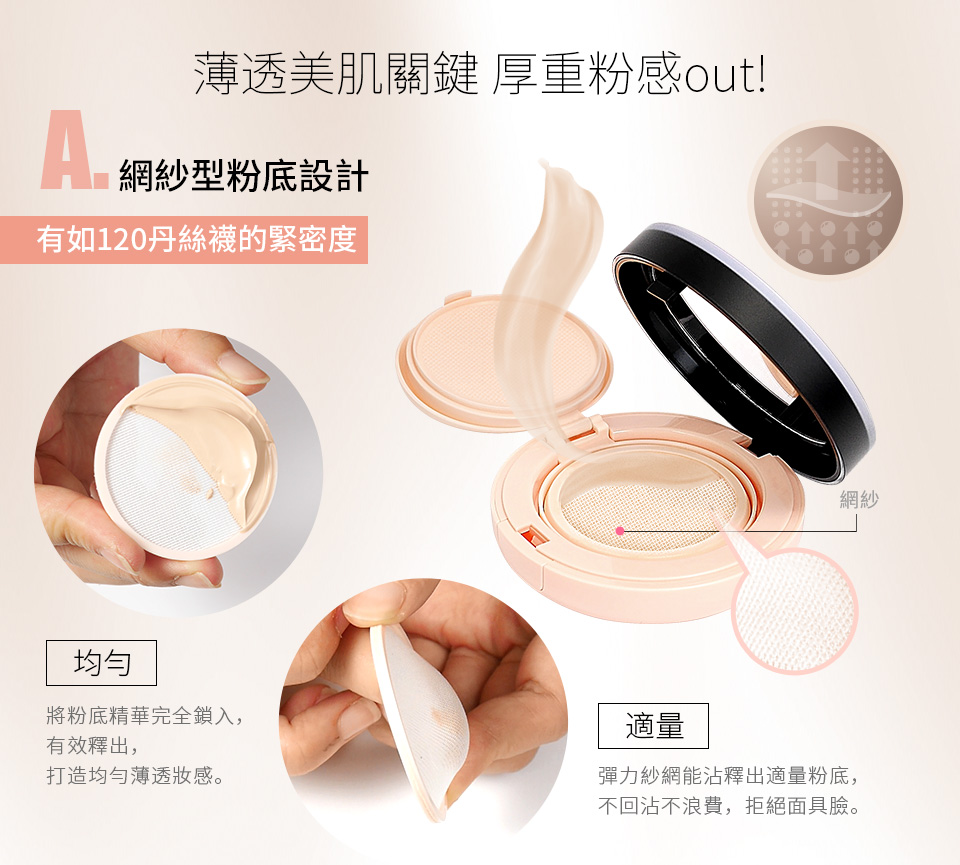 薄透美肌關鍵 厚重粉感out!
A. 網紗型粉底設計
有如120丹絲襪的緊密度
網紗
均勻
將粉底精華完全鎖入，
有效釋出，
打造均勻薄透妝感。
適量
彈力紗網能沾釋出適量粉底，
不回沾不浪費，拒絕面具臉。